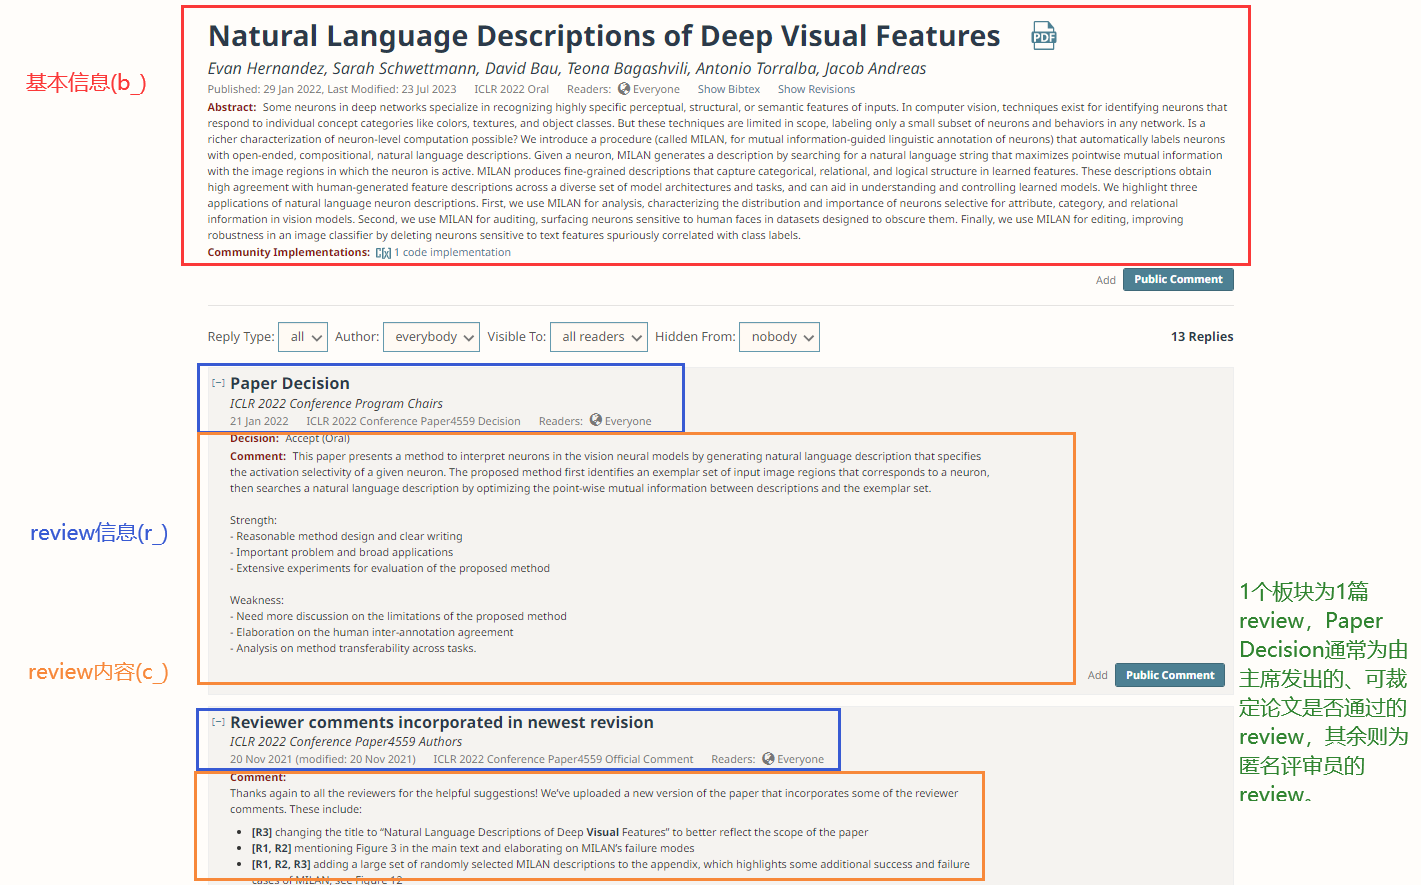 Natural Language Descriptions of Deep Visual Features
PDF
基本信息(b_)
Evan Hernandez, Sarah Schwettmann, David Bau, Teona Bagashvili, Antonio Torralba, Jacob Andreas
Published: 29 Jan 2022, Last Modified: 23 Jul 2023 ICLR 2022 Oral Readers: Everyone Show Bibtex Show Revisions
Abstract: Some neurons in deep networks specialize in recognizing highly specific perceptual, structural, or semantic features of inputs. In computer vision, techniques exist for identifying neurons that
respond to individual concept categories like colors, textures, and object classes. But these techniques are limited in scope, labeling only a small subset of neurons and behaviors in any network. Is a
richer characterization of neuron-level computation possible? We introduce a procedure (called MILAN, for mutual information-guided linguistic annotation of neurons) that automatically labels neurons
with open-ended, compositional, natural language descriptions. Given a neuron, MILAN generates a description by searching for a natural language string that maximizes pointwise mutual information
with the image regions in which the neuron is active. MILAN produces fine-grained descriptions that capture categorical, relational, and logical structure in learned features. These descriptions obtain
high agreement with human-generated feature descriptions across a diverse set of model architectures and tasks, and can aid in understanding and controlling learned models. We highlight three
applications of natural language neuron descriptions. First, we use MILAN for analysis, characterizing the distribution and importance of neurons selective for attribute, category, and relational
information in vision models. Second, we use MILAN for auditing, surfacing neurons sensitive to human faces in datasets designed to obscure them. Finally, we use MILAN for editing, improving
robustness in an image classifier by deleting neurons sensitive to text features spuriously correlated with class labels.
Community Implementations: [x] 1 code implementation
Add Public Comment
Reply Type: all Author: everybody Visible To: all readers Hidden From: nobody 13 Replies
[−] Paper Decision
ICLR 2022 Conference Program Chairs
21 Jan 2022 ICLR 2022 Conference Paper4559 Decision Readers: Everyone
Decision: Accept (Oral)
Comment: This paper presents a method to interpret neurons in the vision neural models by generating natural language description that specifies
the activation selectivity of a given neuron. The proposed method first identifies an exemplar set of input image regions that corresponds to a neuron,
then searches a natural language description by optimizing the point-wise mutual information between descriptions and the exemplar set.
Strength:
review信息(r_)
- Reasonable method design and clear writing
- Important problem and broad applications
- Extensive experiments for evaluation of the proposed method
Weakness:
- Need more discussion on the limitations of the proposed method
- Elaboration on the human inter-annotation agreement
- Analysis on method transferability across tasks.
review内容(c_)
Add Public Comment
1个板块为1篇
review，Paper
Decision通常为由
主席发出的、可裁
定论文是否通过的
review，其余则为
匿名评审员的
review。
[−] Reviewer comments incorporated in newest revision
ICLR 2022 Conference Paper4559 Authors
20 Nov 2021 (modified: 20 Nov 2021) ICLR 2022 Conference Paper4559 Official Comment Readers: Everyone
Comment:
Thanks again to all the reviewers for the helpful suggestions! We've uploaded a new version of the paper that incorporates some of the reviewer
comments. These include:
• [R3] changing the title to “Natural Language Descriptions of Deep Visual Features” to better reflect the scope of the paper
• [R1, R2] mentioning Figure 3 in the main text and elaborating on MILAN's failure modes
• [R1, R2, R3] adding a large set of randomly selected MILAN descriptions to the appendix, which highlights some additional success and failure
cases of MILAN, see Figure 12